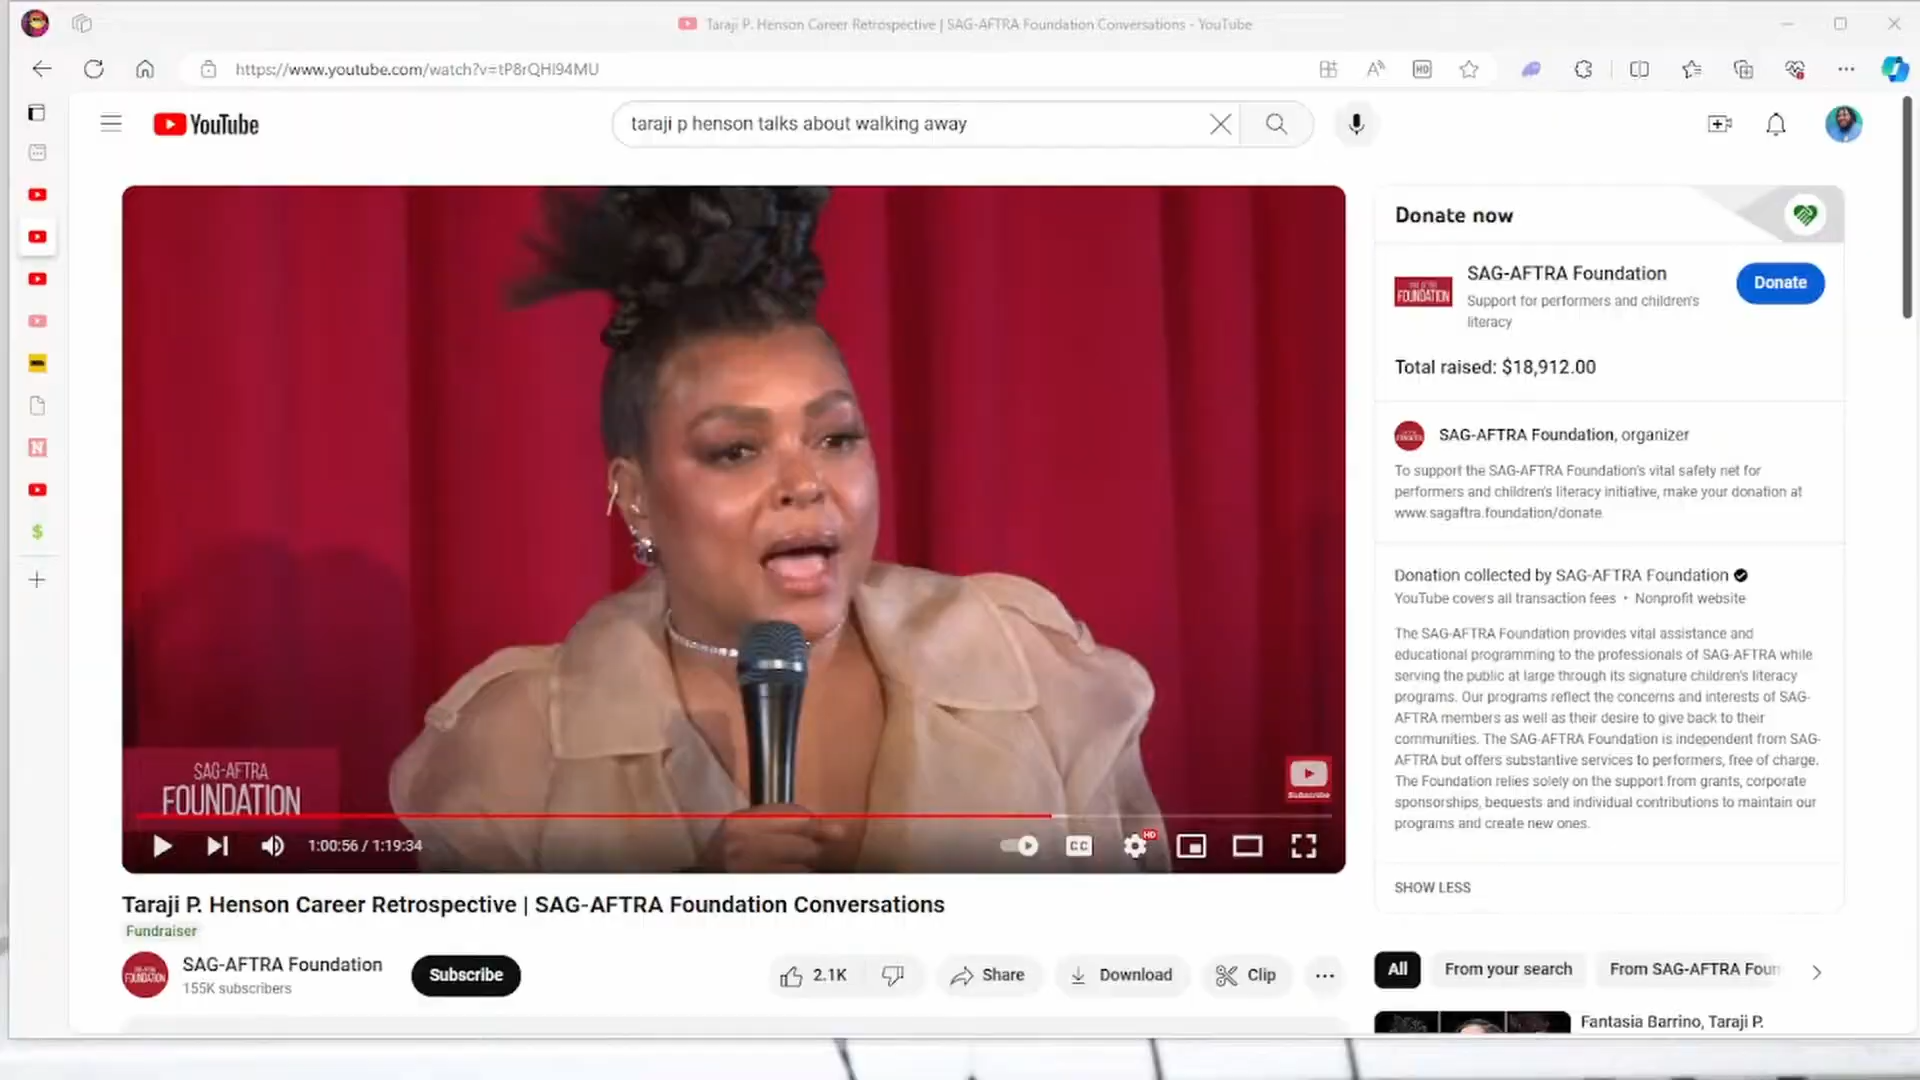 Taraji P. Henson Career Retrospective | SAG-AFTRA Foundation Conversations - YouTube
https://www.youtube.com/watch?v=tP8rQHI94MU
HD
YouTube
taraji p henson talks about walking away
Donate now
SAG-AFTRA Foundation
Support for performers and children's
literacy
Donate
FOUNDATION
Total raised: $18,912.00
SAG-AFTRA Foundation, organizer
To support the SAG-AFTRA Foundation's vital safety net for
performers and children's literacy initiative, make your donation at
www.sagaftra.foundation/donate.
Donation collected by SAG-AFTRA Foundation
YouTube covers all transaction fees • Nonprofit website
The SAG-AFTRA Foundation provides vital assistance and
educational programming to the professionals of SAG-AFTRA while
serving the public at large through its signature children's literacy
programs. Our programs reflect the concerns and interests of SAG-
AFTRA members as well as their desire to give back to their
communities. The SAG-AFTRA Foundation is independent from SAG-
AFTRA but offers substantive services to performers, free of charge.
The Foundation relies solely on the support from grants, corporate
sponsorships, bequests and individual contributions to maintain our
programs and create new ones.
SHOW LESS
SAG-AFTRA
FOUNDATION
Subscribe
1:00:56 / 1:19:34
CC
HD
Taraji P. Henson Career Retrospective | SAG-AFTRA Foundation Conversations
Fundraiser
SAG-AFTRA Foundation
155K subscribers
Subscribe
2.1K
Share
Download
Clip
All
From your search
From SAG-AFTRA Foun
Fantasia Barrino, Taraji P.